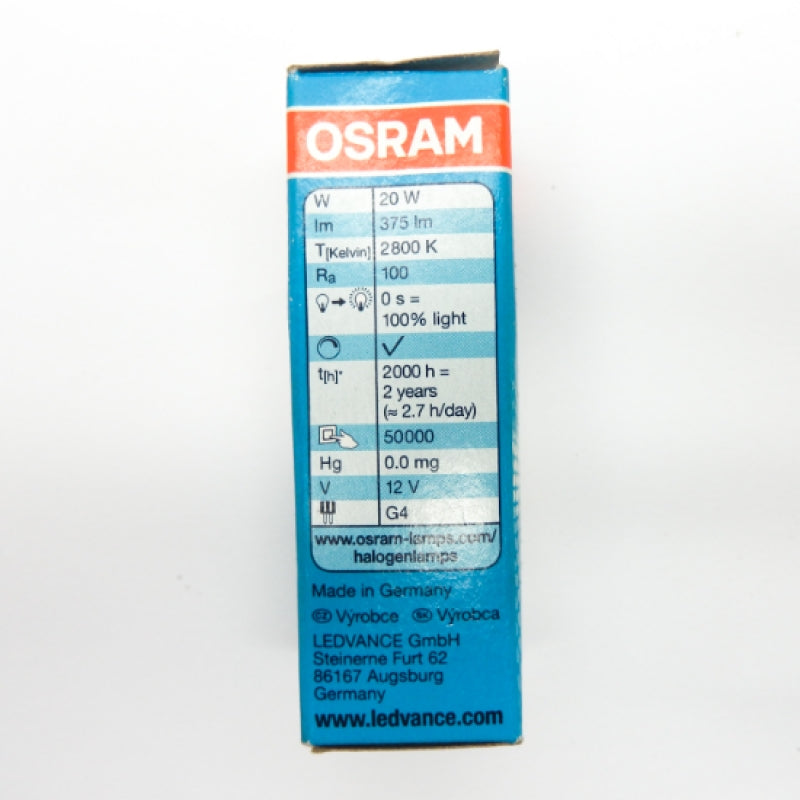 OSRAM
W 20 W
lm 375 lm
T[Kelvin] 2800 K
Ra 100
0 s =
100% light
t[h]* 2000 h =
2 years
(≈ 2.7 h/day)
50000
Hg 0.0 mg
V 12 V
G4
www.osram-lamps.com/
halogenlamps
Made in Germany
CZ Výrobce SK Výrobca
LEDVANCE GmbH
Steinerne Furt 62
86167 Augsburg
Germany
www.ledvance.com